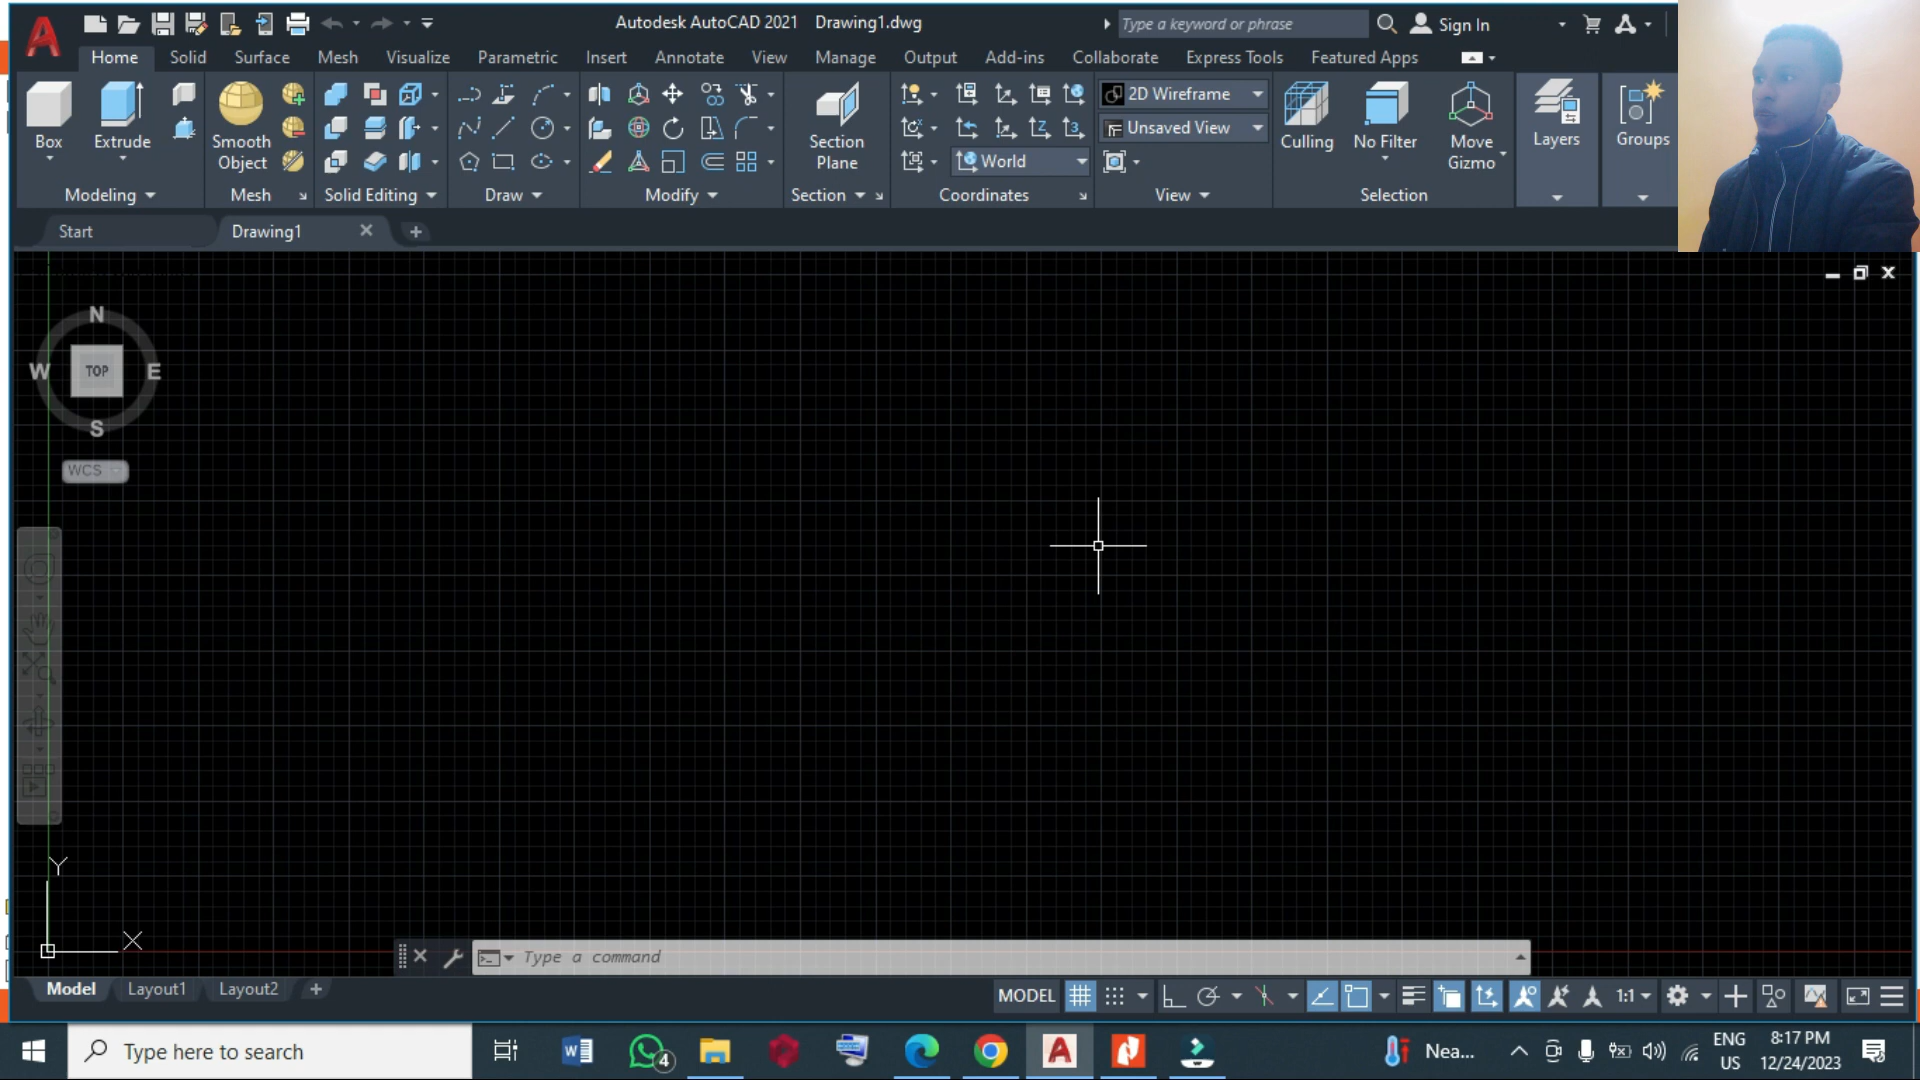 Autodesk AutoCAD 2021 Drawing1.dwg
Type a keyword or phrase
Sign In
Home Solid Surface Mesh Visualize Parametric Insert Annotate View Manage Output Add-ins Collaborate Express Tools Featured Apps
2D Wireframe
Unsaved View
World
Box
Extrude
Smooth
Object
Section
Plane
Culling
No Filter
Move
Gizmo
Layers
Groups
Modeling
Mesh
Solid Editing
Draw
Modify
Section
Coordinates
View
Selection
Start
Drawing1
N
W
TOP
E
S
WCS
Y
X
Type a command
Model
Layout1
Layout2
MODEL
1:1
Type here to search
4
Nea...
ENG
US
8:17 PM
12/24/2023